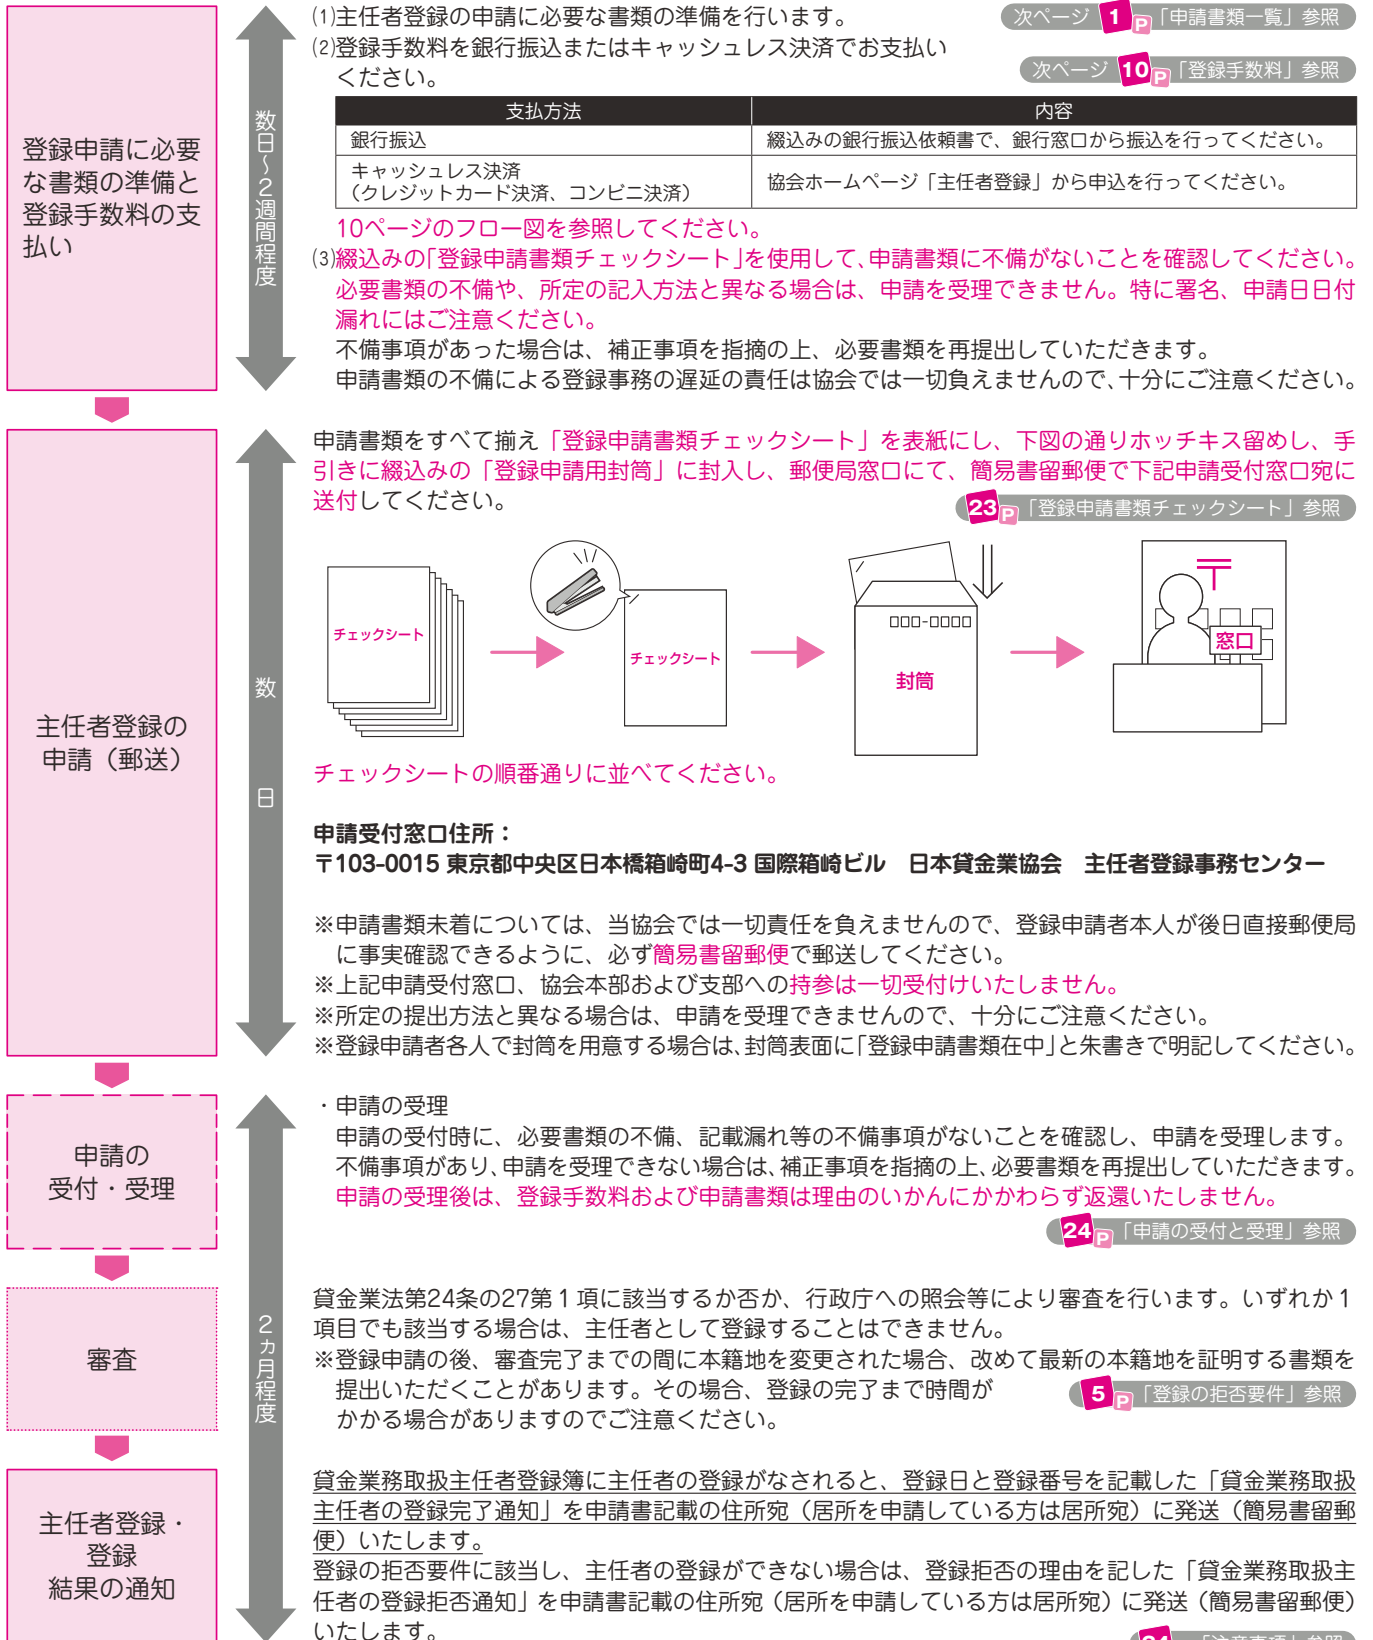 登録申請に必要
な書類の準備と
登録手数料の支
払い
数日〜2週間程度
⑴主任者登録の申請に必要な書類の準備を行います。
次ページ 1P「申請書類一覧」参照
⑵登録手数料を銀行振込またはキャッシュレス決済でお支払い
ください。
次ページ 10P「登録手数料」参照
支払方法 内容
銀行振込 綴込みの銀行振込依頼書で、銀行窓口から振込を行ってください。
キャッシュレス決済
（クレジットカード決済、コンビニ決済） 協会ホームページ「主任者登録」から申込を行ってください。
10ページのフロー図を参照してください。
⑶綴込みの「登録申請書類チェックシート」を使用して、申請書類に不備がないことを確認してください。
必要書類の不備や、所定の記入方法と異なる場合は、申請を受理できません。特に署名、申請日日付
漏れにはご注意ください。
不備事項があった場合は、補正事項を指摘の上、必要書類を再提出していただきます。
申請書類の不備による登録事務の遅延の責任は協会では一切負えませんので、十分にご注意ください。
主任者登録の
申請（郵送）
数日
申請書類をすべて揃え「登録申請書類チェックシート」を表紙にし、下図の通りホッチキス留めし、手
引きに綴込みの「登録申請用封筒」に封入し、郵便局窓口にて、簡易書留郵便で下記申請受付窓口宛に
送付してください。
23P「登録申請書類チェックシート」参照
チェックシート
チェックシート
□□□-□□□□
封筒
〒
窓口
チェックシートの順番通りに並べてください。
申請受付窓口住所：
〒103-0015 東京都中央区日本橋箱崎町4-3 国際箱崎ビル　日本貸金業協会　主任者登録事務センター
※申請書類未着については、当協会では一切責任を負えませんので、登録申請者本人が後日直接郵便局
に事実確認できるように、必ず簡易書留郵便で郵送してください。
※上記申請受付窓口、協会本部および支部への持参は一切受付けいたしません。
※所定の提出方法と異なる場合は、申請を受理できませんので、十分にご注意ください。
※登録申請者各人で封筒を用意する場合は、封筒表面に「登録申請書類在中」と朱書きで明記してください。
申請の
受付・受理
2ヵ月程度
・申請の受理
申請の受付時に、必要書類の不備、記載漏れ等の不備事項がないことを確認し、申請を受理します。
不備事項があり、申請を受理できない場合は、補正事項を指摘の上、必要書類を再提出していただきます。
申請の受理後は、登録手数料および申請書類は理由のいかんにかかわらず返還いたしません。
24P「申請の受付と受理」参照
審査
貸金業法第24条の27第１項に該当するか否か、行政庁への照会等により審査を行います。いずれか１
項目でも該当する場合は、主任者として登録することはできません。
※登録申請の後、審査完了までの間に本籍地を変更された場合、改めて最新の本籍地を証明する書類を
提出いただくことがあります。その場合、登録の完了まで時間が
かかる場合がありますのでご注意ください。
5P「登録の拒否要件」参照
主任者登録・
登録
結果の通知
貸金業務取扱主任者登録簿に主任者の登録がなされると、登録日と登録番号を記載した「貸金業務取扱
主任者の登録完了通知」を申請書記載の住所宛（居所を申請している方は居所宛）に発送（簡易書留郵
便）いたします。
登録の拒否要件に該当し、主任者の登録ができない場合は、登録拒否の理由を記した「貸金業務取扱主
任者の登録拒否通知」を申請書記載の住所宛（居所を申請している方は居所宛）に発送（簡易書留郵便）
いたします。
24 「注意事項」参照